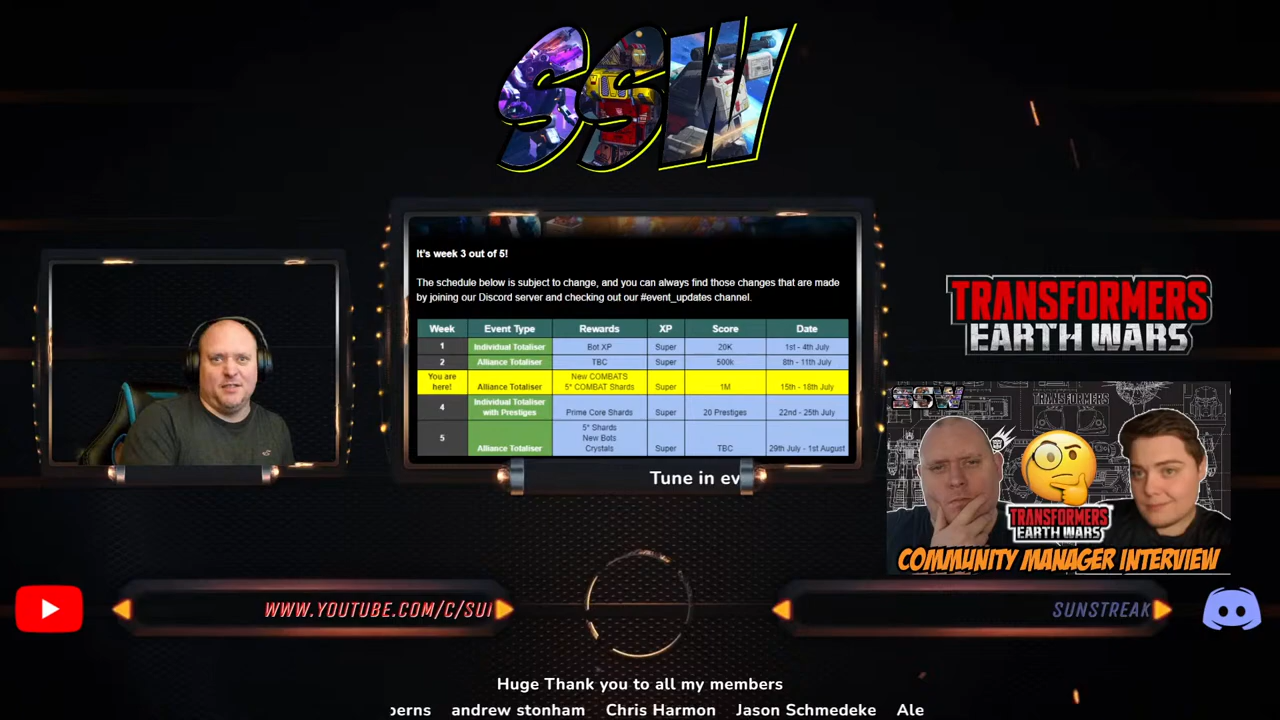 SSW
It's week 3 out of 5!
The schedule below is subject to change, and you can always find those changes that are made
by joining our Discord server and checking out our #event_updates channel.
Week Event Type Rewards XP Score Date
1 Individual Totaliser Bot XP Super 20K 1st - 4th July
2 Alliance Totaliser TBC Super 500k 8th - 11th July
You are here! Alliance Totaliser New COMBATS 5* COMBAT Shards Super 1M 15th - 18th July
4 Individual Totaliser with Prestiges Prime Core Shards Super 20 Prestiges 22nd - 25th July
5 Alliance Totaliser 5* Shards New Bots Crystals Super TBC 29th July - 1st August
Tune in ev
TRANSFORMERS
EARTH WARS
SSW
TRANSFORMERS
TRANSFORMERS
EARTH WARS
COMMUNITY MANAGER INTERVIEW
WWW.YOUTUBE.COM/C/SU
SUNSTREAK
Huge Thank you to all my members
berns andrew stonham Chris Harmon Jason Schmedeke Ale